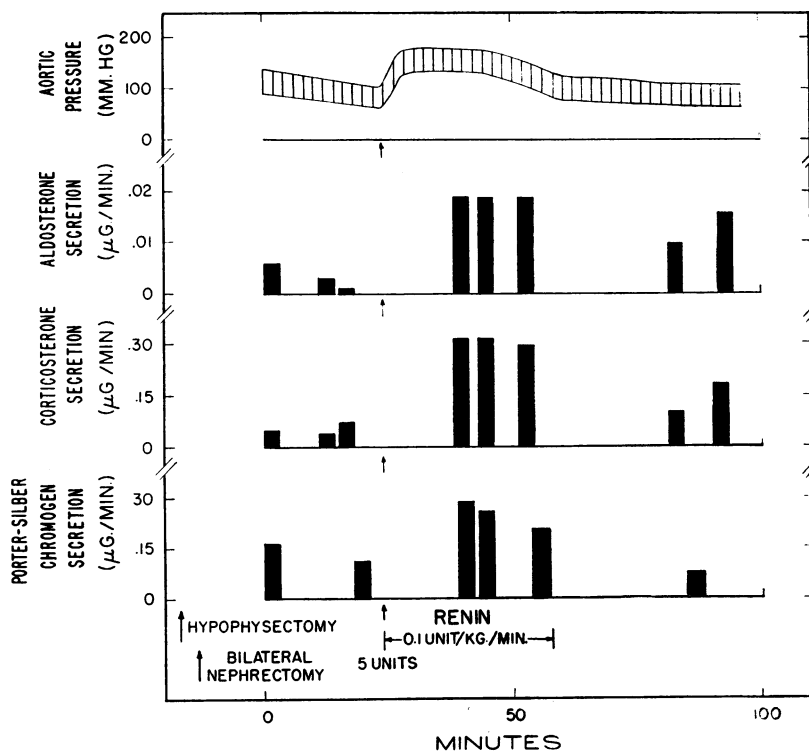 AORTIC
PRESSURE
(MM. HG)
200
100
0
ALDOSTERONE
SECRETION
(μG/MIN.)
.02
.01
0
CORTICOSTERONE
SECRETION
(μG/MIN)
.30
.15
0
PORTER-SILBER
CHROMOGEN
SECRETION
(μG./MIN.)
.30
.15
0
HYPOPHYSECTOMY
BILATERAL
NEPHRECTOMY
5 UNITS
RENIN
0.1 UNIT/KG./MIN.
0 50 100
MINUTES